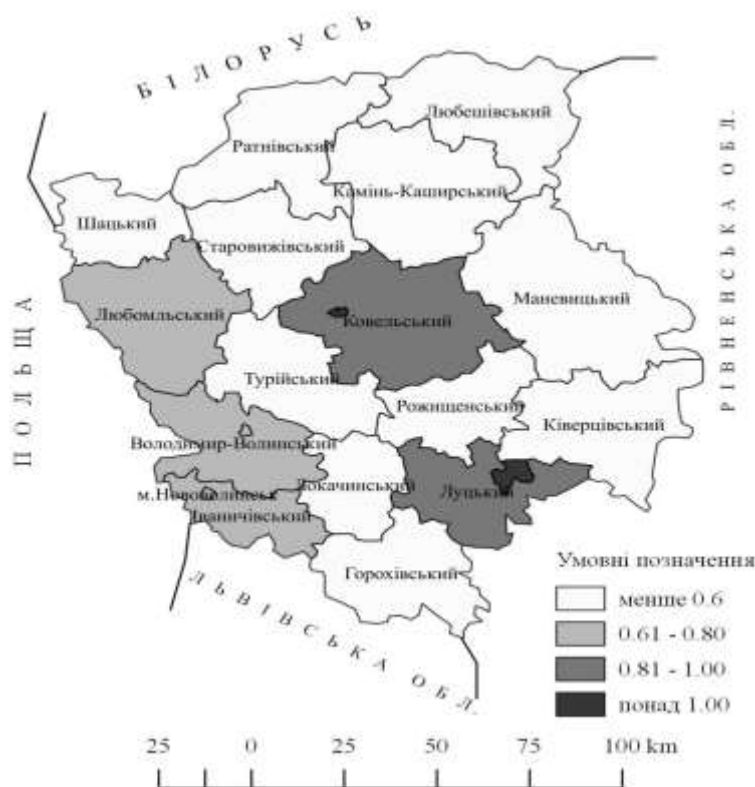 БІЛОРУСЬ
Любешівський
Ратнівський
Камінь-Каширський
РІВНЕНСЬКА ОБЛ.
Шацький
Старовижівський
Маневицький
ПОЛЬЩА
Любомльський
Ковельський
Турійський
Рожищенський
Ківерцівський
Володимир-Волинський
м.Нововолинськ
Локачинський
Луцький
Іваничівський
Горохівський
ЛЬВІВСЬКА ОБЛ.
Умовні позначення
менше 0.6
0.61 - 0.80
0.81 - 1.00
понад 1.00
25 0 25 50 75 100 km